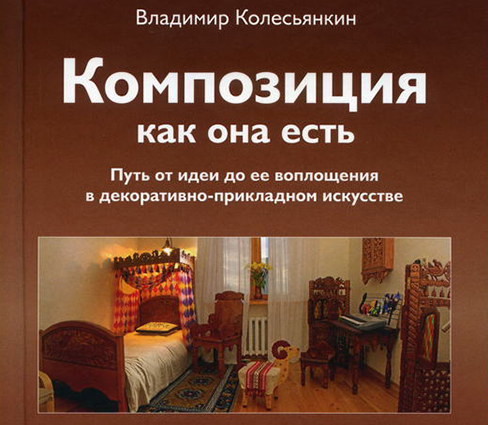 Владимир Колесьянкин
Композиция
как она есть
Путь от идеи до ее воплощения
в декоративно-прикладном искусстве